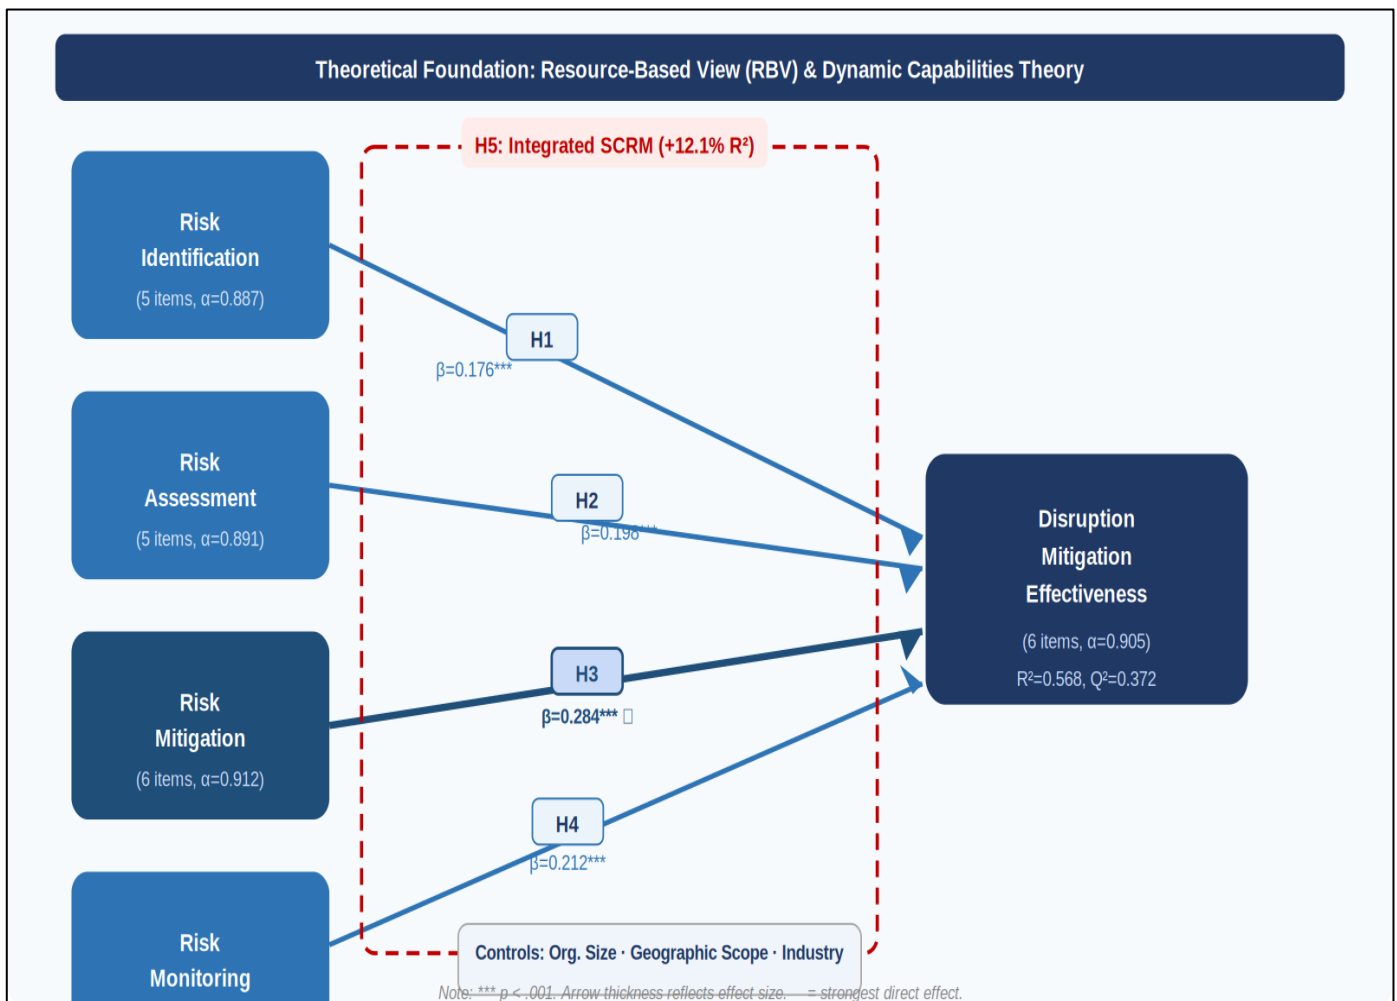 Theoretical Foundation: Resource-Based View (RBV) & Dynamic Capabilities Theory
H5: Integrated SCRM (+12.1% R²)
Risk
Identification
(5 items, α=0.887)
H1
β=0.176***
Risk
Assessment
(5 items, α=0.891)
H2
β=0.198***
Disruption
Mitigation
Effectiveness
(6 items, α=0.905)
R²=0.568, Q²=0.372
Risk
Mitigation
(6 items, α=0.912)
H3
β=0.284***
H4
β=0.212***
Risk
Monitoring
Controls: Org. Size · Geographic Scope · Industry
Note: *** p < .001. Arrow thickness reflects effect size. = strongest direct effect.